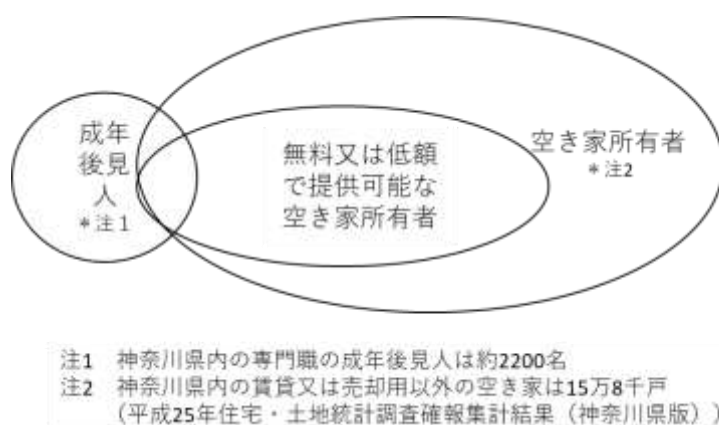 成年
後見
人
＊注１
無料又は低額
で提供可能な
空き家所有者
空き家所有者
＊注2
注1　神奈川県内の専門職の成年後見人は約2200名
注2　神奈川県内の賃貸又は売却用以外の空き家は15万8千戸
（平成25年住宅・土地統計調査確報集計結果（神奈川県版））